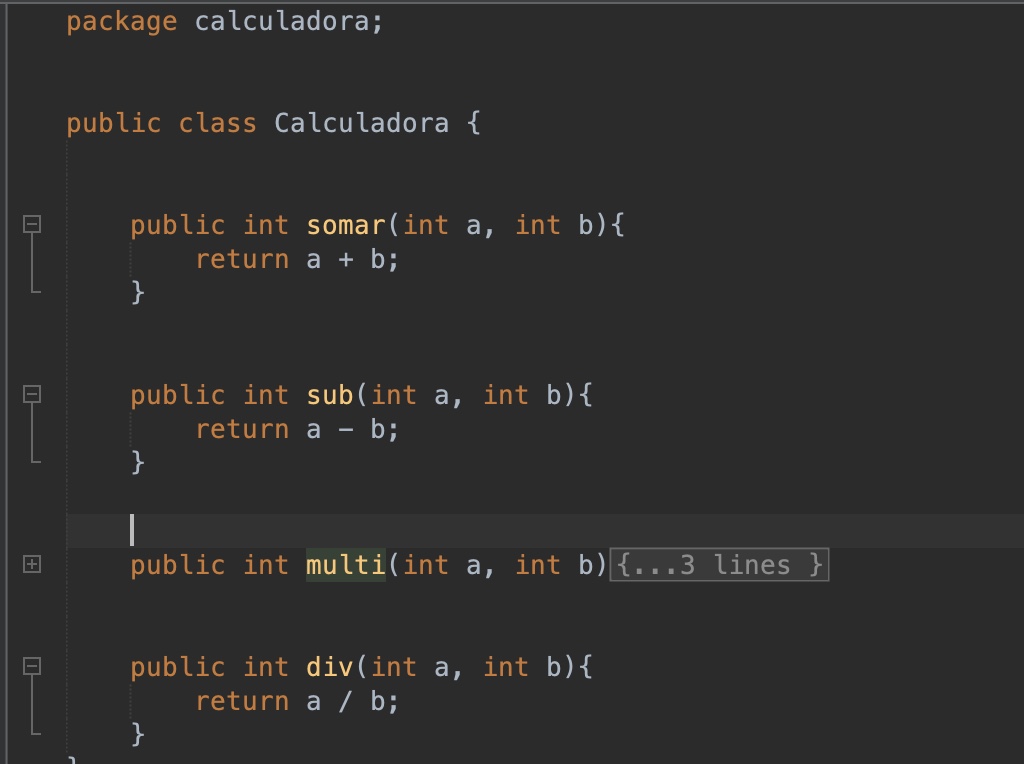 package calculadora;
public class Calculadora {
public int somar(int a, int b){
return a + b;
}
public int sub(int a, int b){
return a - b;
}
public int multi(int a, int b){...3 lines }
public int div(int a, int b){
return a / b;
}
}